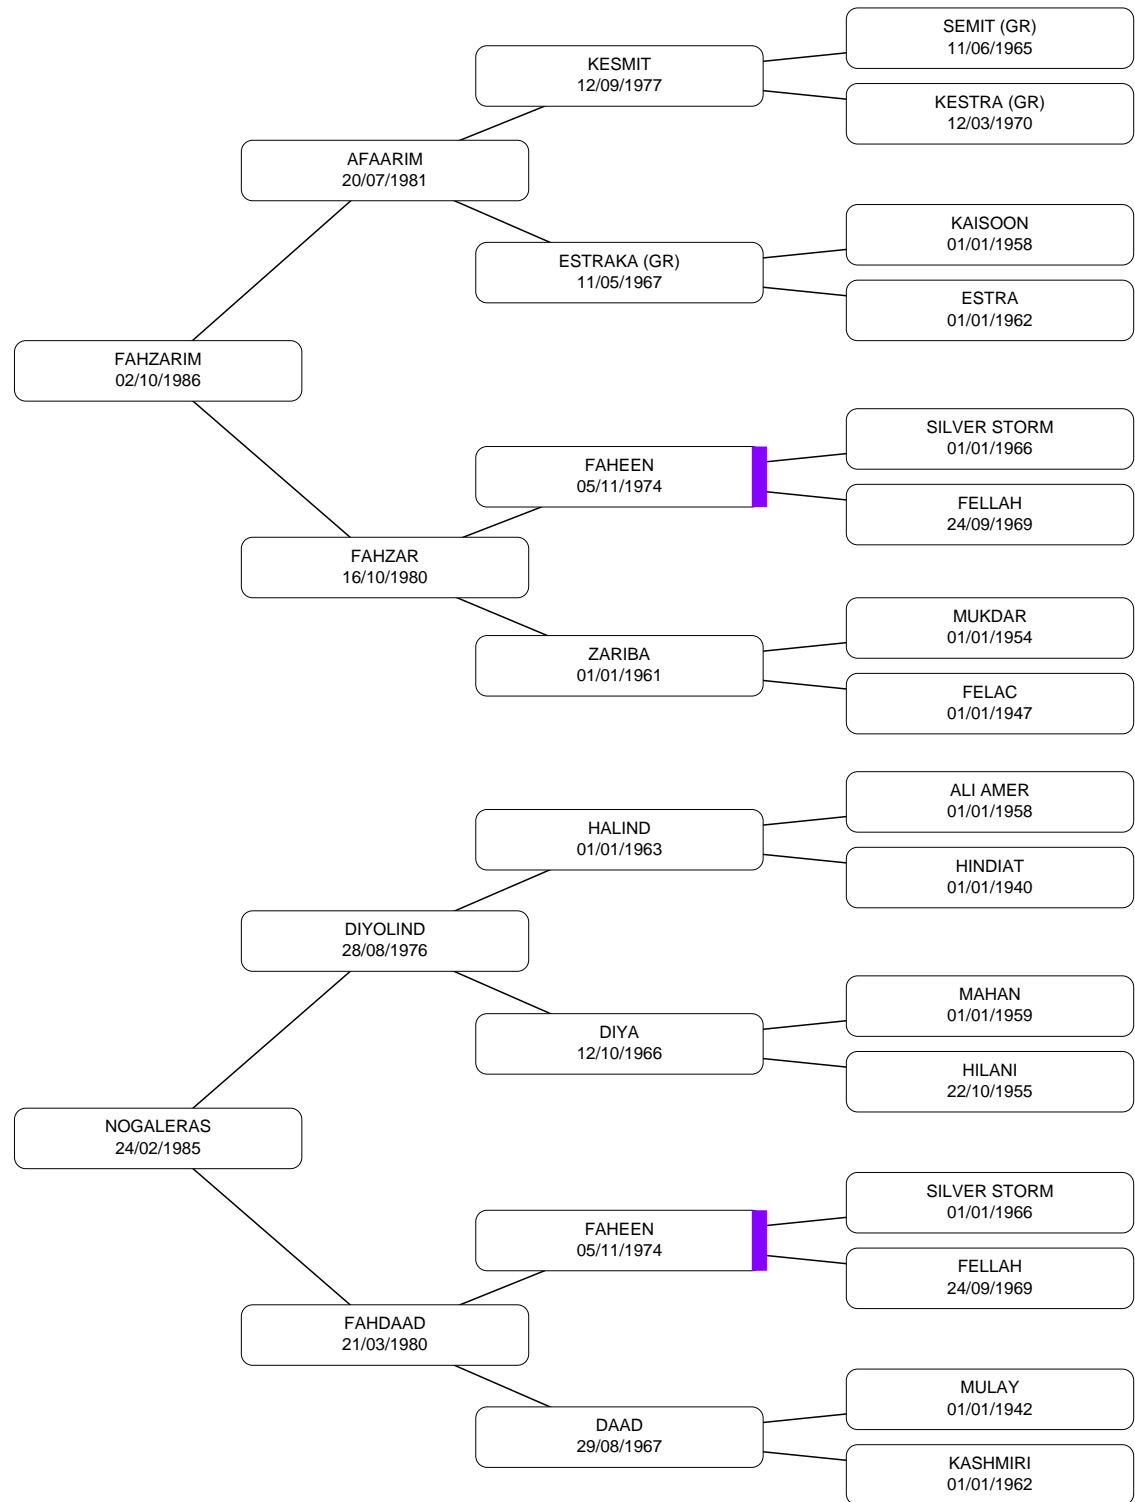 SEMIT (GR)
11/06/1965
KESMIT
12/09/1977
KESTRA (GR)
12/03/1970
AFAARIM
20/07/1981
KAISOON
01/01/1958
ESTRAKA (GR)
11/05/1967
ESTRA
01/01/1962
FAHZARIM
02/10/1986
SILVER STORM
01/01/1966
FAHEEN
05/11/1974
FELLAH
24/09/1969
FAHZAR
16/10/1980
MUKDAR
01/01/1954
ZARIBA
01/01/1961
FELAC
01/01/1947
ALI AMER
01/01/1958
HALIND
01/01/1963
HINDIAT
01/01/1940
DIYOLIND
28/08/1976
MAHAN
01/01/1959
DIYA
12/10/1966
HILANI
22/10/1955
NOGALERAS
24/02/1985
SILVER STORM
01/01/1966
FAHEEN
05/11/1974
FELLAH
24/09/1969
FAHDAAD
21/03/1980
MULAY
01/01/1942
DAAD
29/08/1967
KASHMIRI
01/01/1962